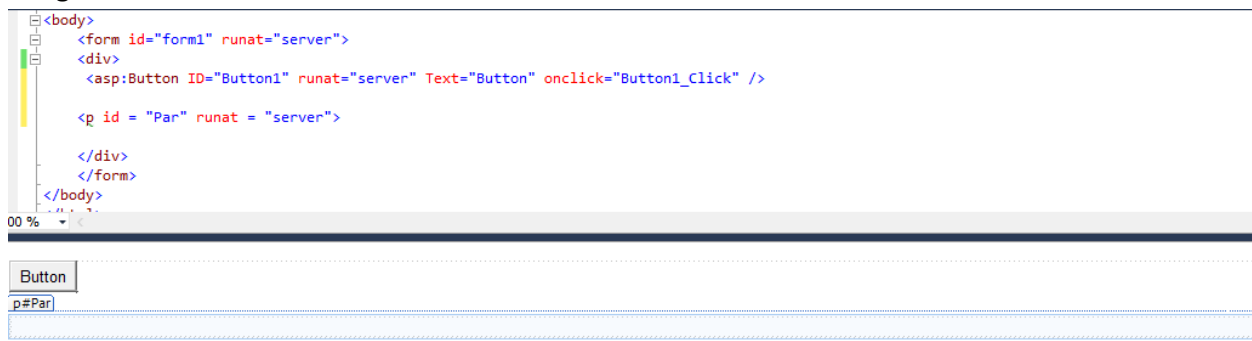 <body>
<form id="form1" runat="server">
<div>
<asp:Button ID="Button1" runat="server" Text="Button" onclick="Button1_Click" />
<p id = "Par" runat = "server">
</div>
</form>
</body>
00 %
Button
p#Par